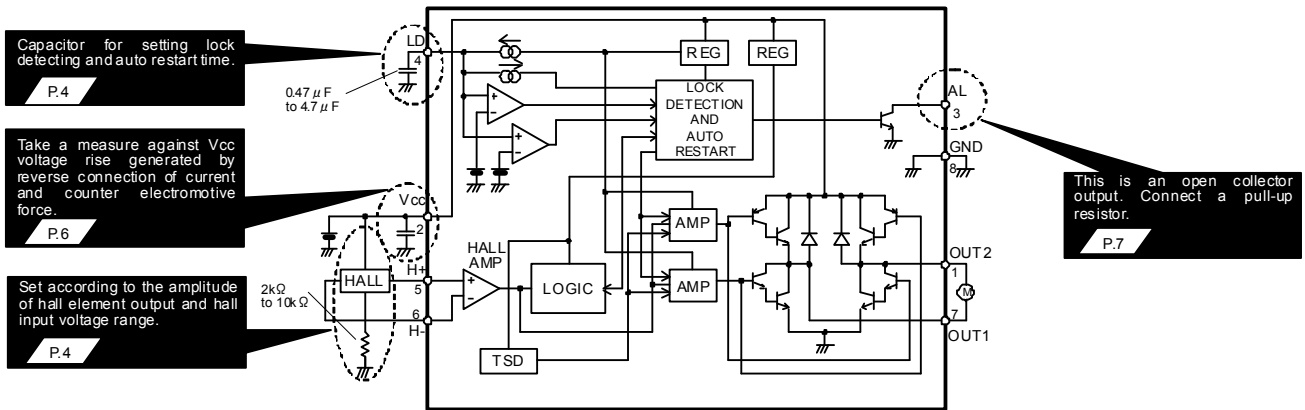 Capacitor for setting lock
detecting and auto restart time.
P.4
0.47μF
to 4.7μF
LD
4
Take a measure against Vcc
voltage rise generated by
reverse connection of current
and counter electromotive
force.
P.6
Vcc
2
Set according to the amplitude
of hall element output and hall
input voltage range.
P.4
2kΩ
to 10kΩ
HALL
H+
5
6
H-
HALL
AMP
+
−
LOGIC
TSD
+
−
+
−
REG
REG
LOCK
DETECTION
AND
AUTO
RESTART
AMP
AMP
AL
3
GND
8
This is an open collector
output. Connect a pull-up
resistor.
P.7
OUT2
1
M
7
OUT1